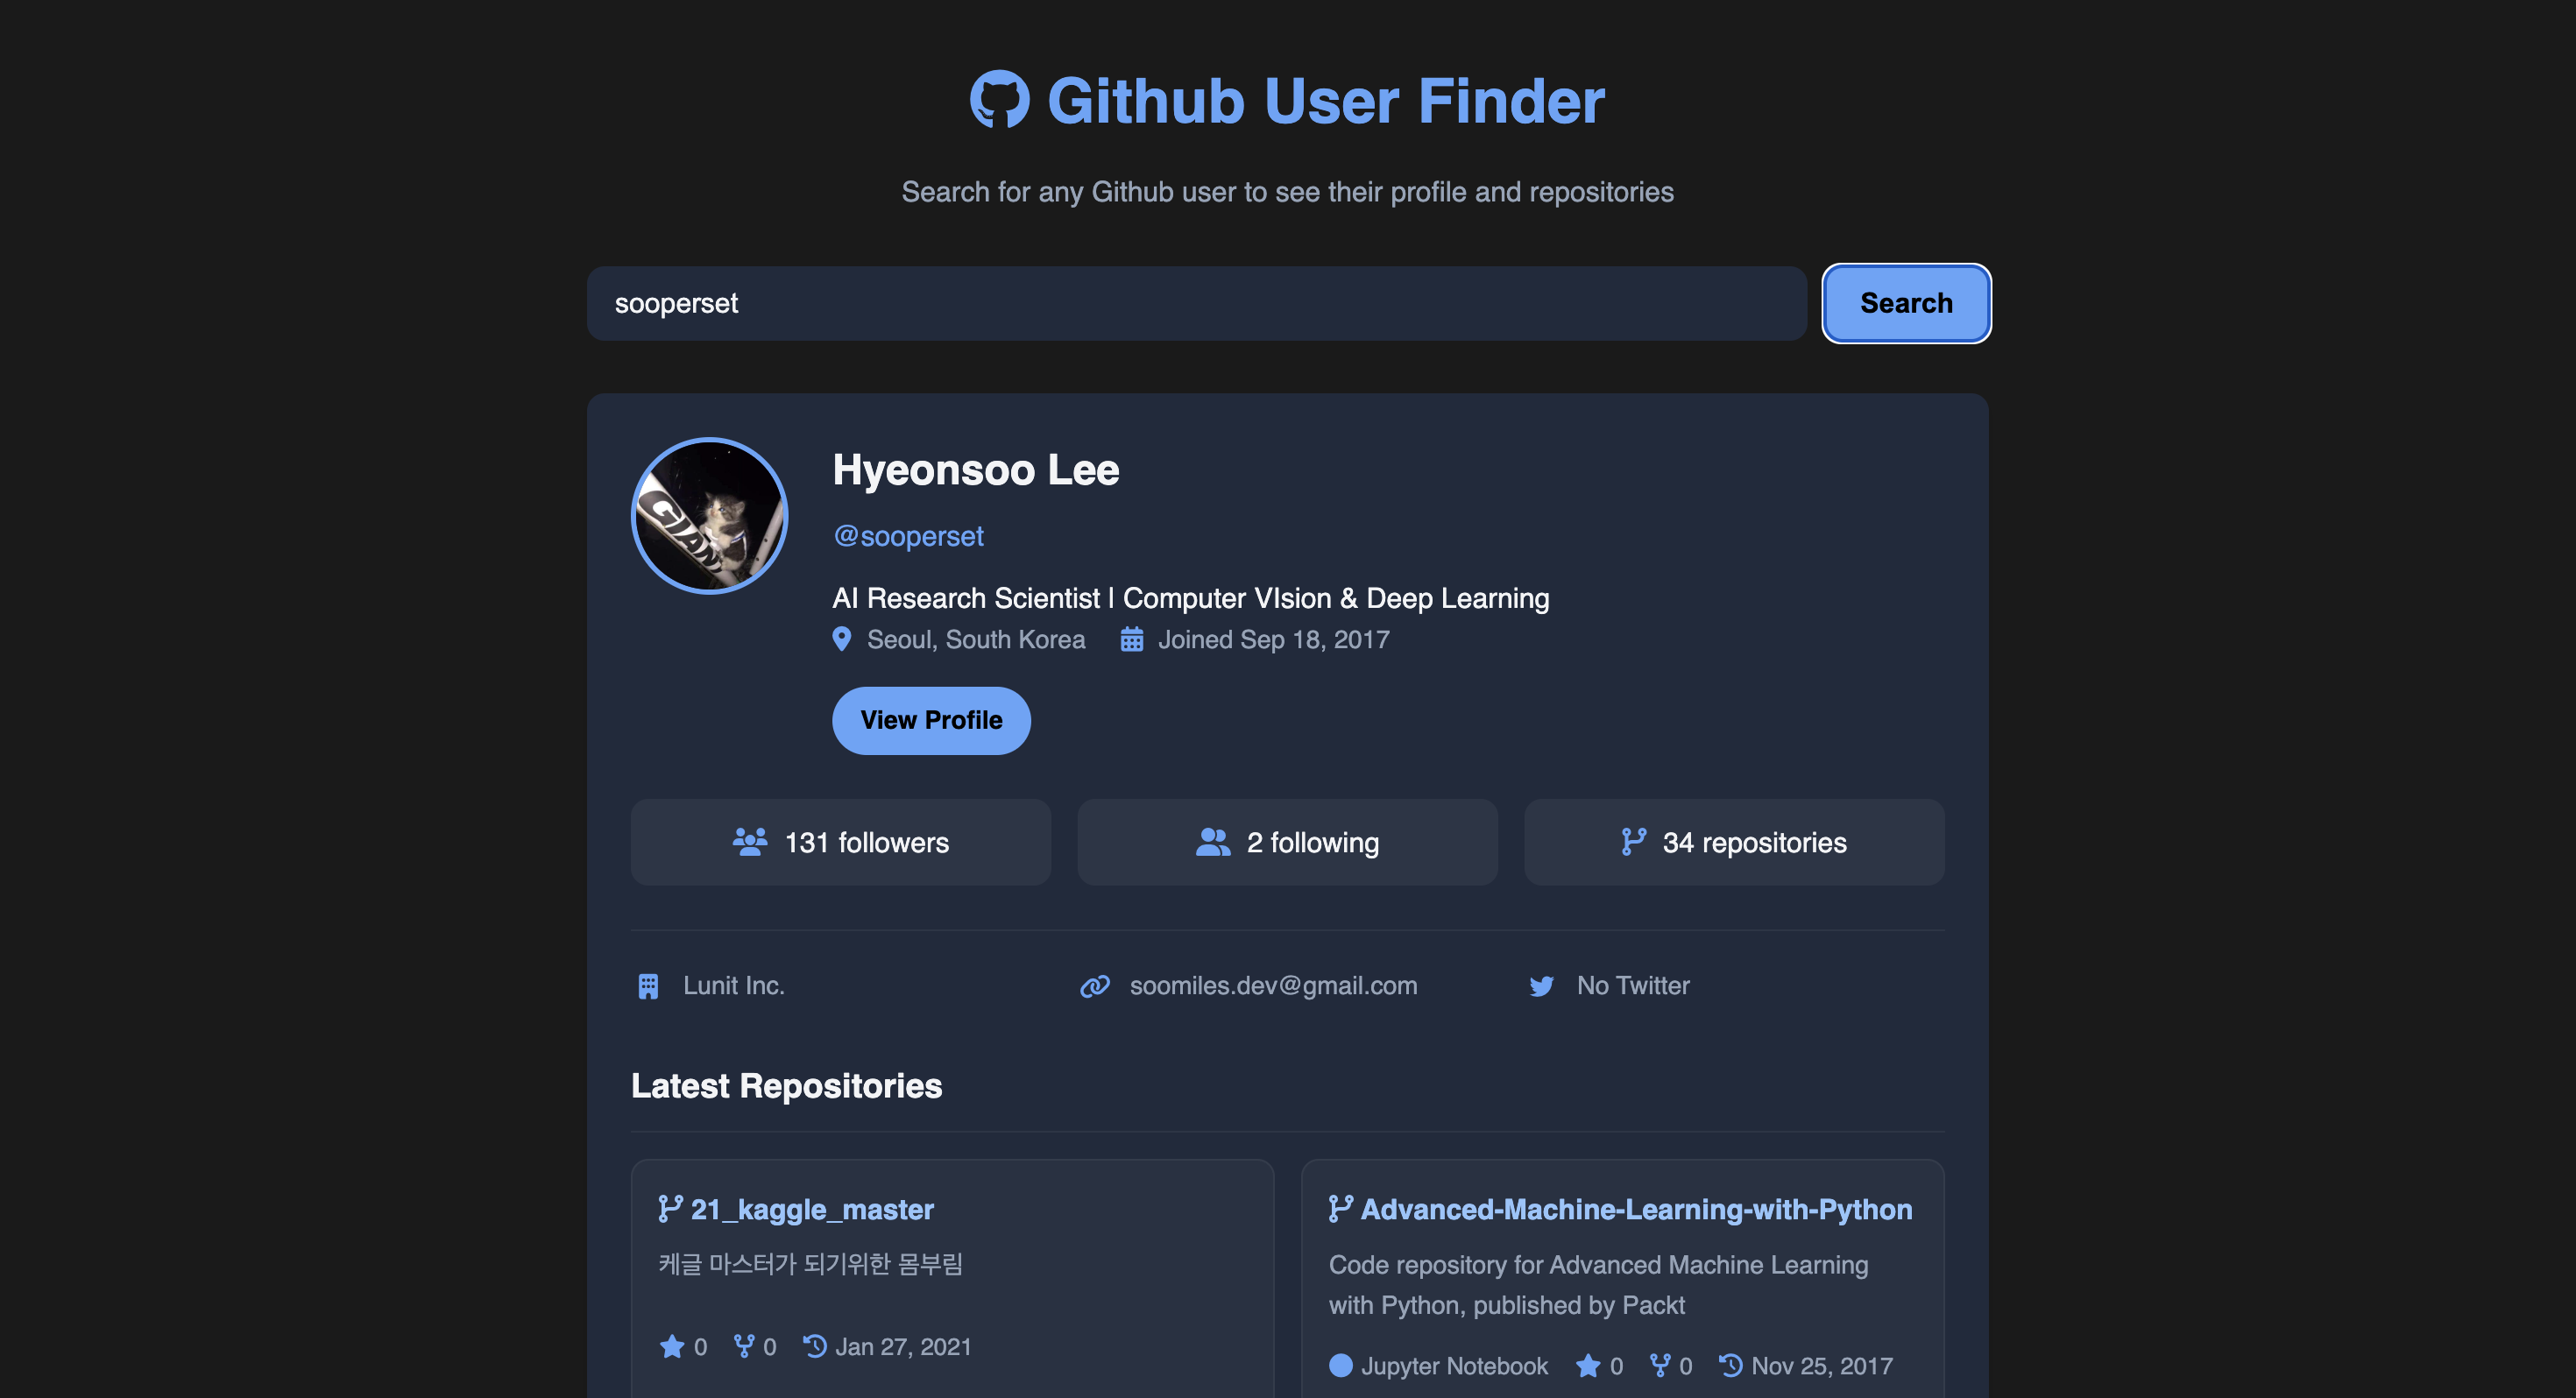 Github User Finder
Search for any Github user to see their profile and repositories
sooperset
Search
GIAN
Hyeonsoo Lee
@sooperset
AI Research Scientist | Computer VIsion & Deep Learning
Seoul, South Korea Joined Sep 18, 2017
View Profile
131 followers
2 following
34 repositories
Lunit Inc.
soomiles.dev@gmail.com
No Twitter
Latest Repositories
21_kaggle_master
케글 마스터가 되기위한 몸부림
0 0 Jan 27, 2021
Advanced-Machine-Learning-with-Python
Code repository for Advanced Machine Learning
with Python, published by Packt
Jupyter Notebook 0 0 Nov 25, 2017